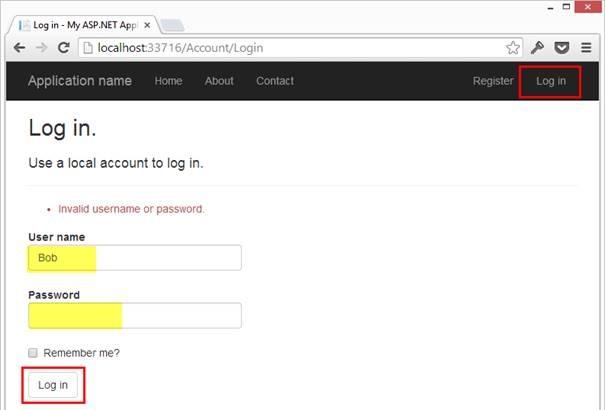 Log in - My ASP.NET Appl
localhost:33716/Account/Login
Application name Home About Contact Register Log in
Log in.
Use a local account to log in.
Invalid username or password.
User name
Bob
Password
Remember me?
Log in